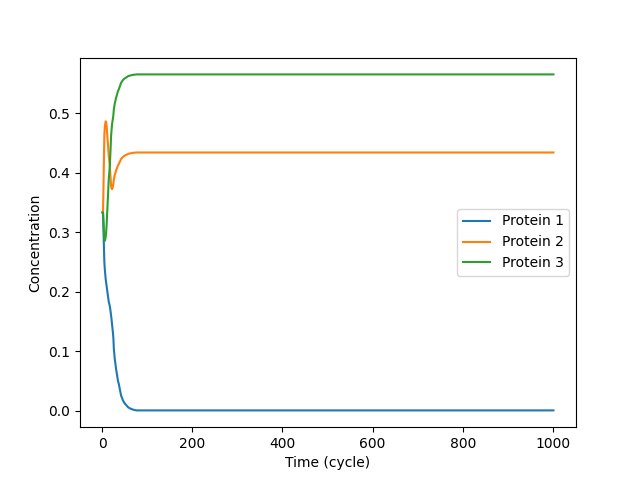 0.5
0.4
0.3
0.2
0.1
0.0
Concentration
0 200 400 600 800 1000
Time (cycle)
Protein 1
Protein 2
Protein 3